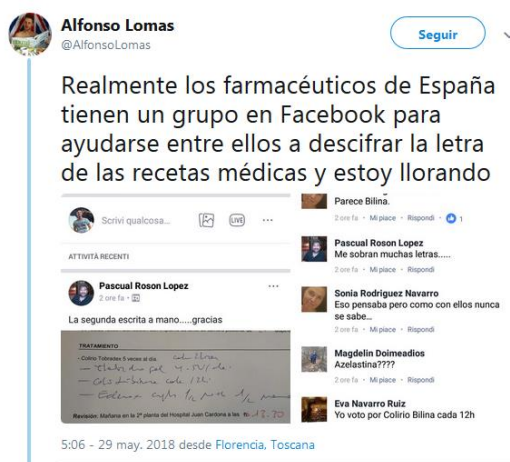 Alfonso Lomas
@AlfonsoLomas
Seguir
Realmente los farmacéuticos de España
tienen un grupo en Facebook para
ayudarse entre ellos a descifrar la letra
de las recetas médicas y estoy llorando
Scrivi qualcosa...
LIVE
ATTIVITÀ RECENTI
Pascual Roson Lopez
2 ore fa
La segunda escrita a mano.....gracias
TRATAMIENTO
- Colirio Tobradex 5 veces al día.
Revisión: Mañana en la 2ª planta del Hospital Juan Cardona a las 13.30
Parece Bilina.
2 ore fa · Mi piace · Rispondi · 1
Pascual Roson Lopez
Me sobran muchas letras.....
2 ore fa · Mi piace · Rispondi
Sonia Rodriguez Navarro
Eso pensaba pero como con ellos nunca
se sabe..
2 ore fa · Mi piace · Rispondi
Magdelin Doimeadios
Azelastina????
2 ore fa · Mi piace · Rispondi
Eva Navarro Ruiz
Yo voto por Colirio Bilina cada 12h
5:06 - 29 may. 2018 desde Florencia, Toscana